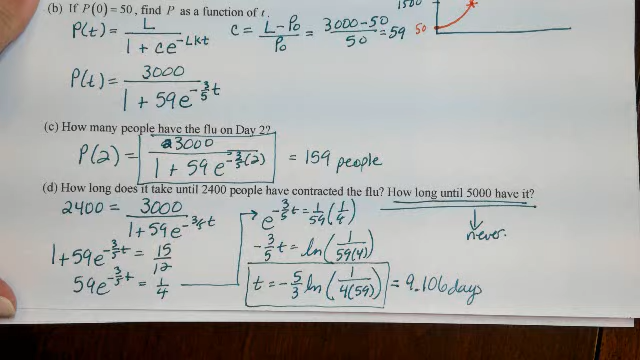 (b) If P(0) = 50, find P as a function of t.
1500
P(t) = L / (1 + ce^(-Lkt)) C = (L - P₀) / P₀ = (3000 - 50) / 50 = 59
50
P(t) = 3000 / (1 + 59e^(-3/5 t))
(c) How many people have the flu on Day 2?
P(2) = 3000 / (1 + 59e^(-3/5 (2))) = 159 people
(d) How long does it take until 2400 people have contracted the flu? How long until 5000 have it?
never.
2400 = 3000 / (1 + 59e^(-3/5 t))
1 + 59e^(-3/5 t) = 15/12
59e^(-3/5 t) = 1/4
e^(-3/5 t) = 1/59 (1/4)
-3/5 t = ln(1 / 59(4))
t = -5/3 ln(1 / 4(59)) = 9.106 days